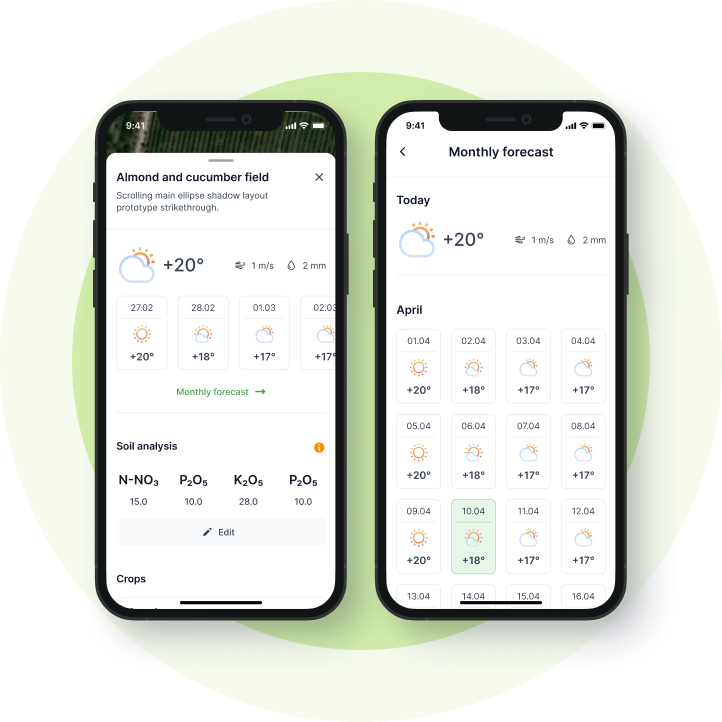 9:41
Almond and cucumber field
Scrolling main ellipse shadow layout
prototype strikethrough.
+20°
1 m/s
2 mm
27.02
28.02
01.03
02.03
+20°
+18°
+17°
+17°
Monthly forecast →
Soil analysis
N-NO₃
P₂O₅
K₂O₅
P₂O₅
15.0
10.0
28.0
10.0
Edit
Crops
9:41
Monthly forecast
Today
+20°
1 m/s
2 mm
April
01.04
02.04
03.04
04.04
+20°
+18°
+17°
+17°
05.04
06.04
07.04
08.04
+20°
+18°
+17°
+17°
09.04
10.04
11.04
12.04
+20°
+18°
+17°
+17°
13.04
14.04
15.04
16.04